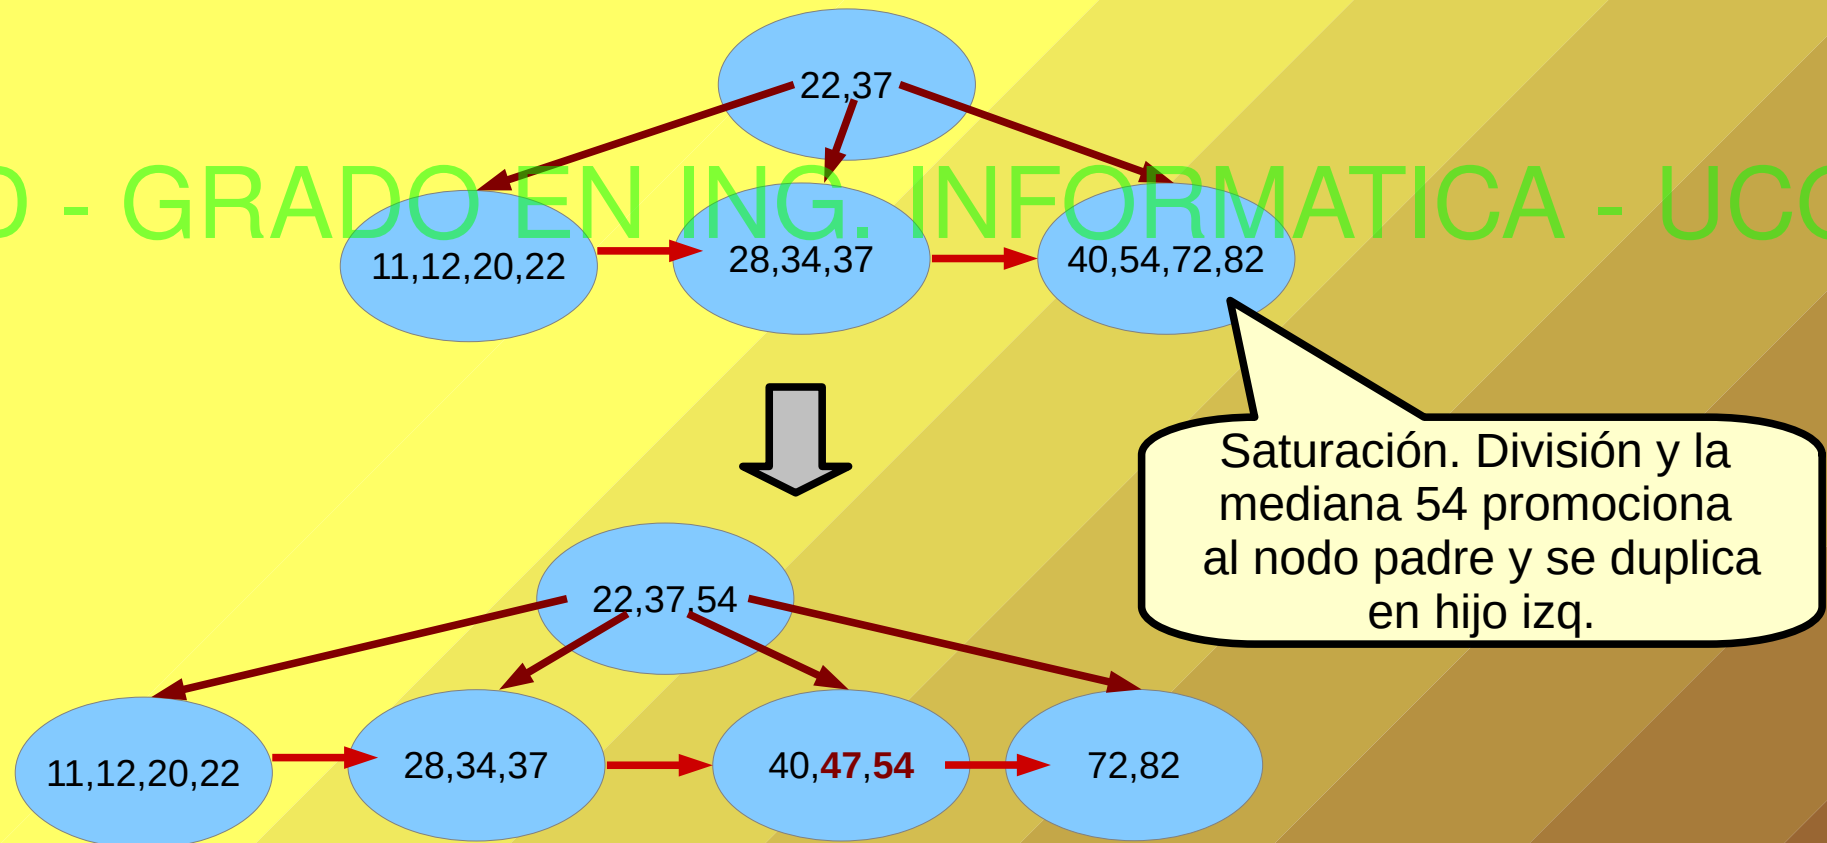 22,37
O - GRADO EN ING. INFORMATICA - UCO
11,12,20,22
28,34,37
40,54,72,82
Saturación. División y la
mediana 54 promociona
al nodo padre y se duplica
en hijo izq.
22,37,54
11,12,20,22
28,34,37
40,47,54
72,82